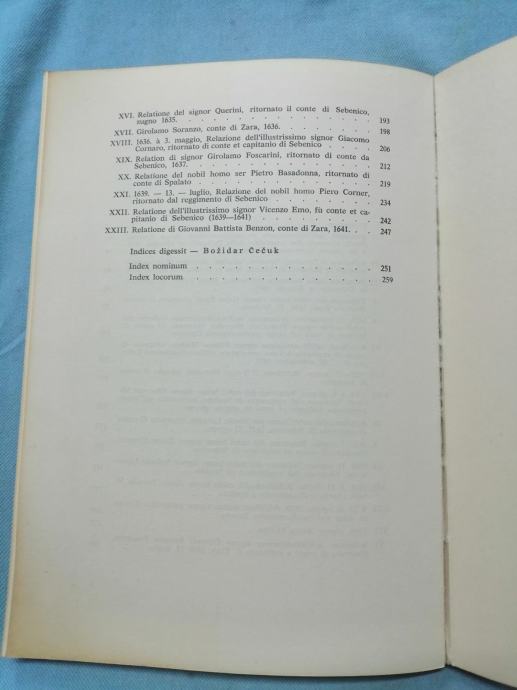 XVI. Relatione del signor Querini, ritornato il conte di Sebenico,
zugno 1635. . . . . . . . . . . . . . 193
XVII. Girolamo Soranzo, conte di Zara, 1636. . . . . . . . 198
XVIII. 1636. à 3. maggio, Relazione dell'illustrissimo signor Giacomo
Cornaro, ritornato di conte et capitanio di Sebenico . . . . 206
XIX. Relation di signor Girolamo Foscarini, ritornato di conte da
Sebenico, 1637. . . . . . . . . . . . . 212
XX. Relatione del nobil homo ser Pietro Basadonna, ritornato di
conte di Spalato . . . . . . . . . . . . 219
XXI. 1639. — 13. — luglio, Relazione del nobil homo Piero Corner,
ritornato dal reggimento di Sebenico . . . . . . . 234
XXII. Relatione dell'illustrissimo signor Vicenzo Emo, fù conte et ca-
pitanio di Sebenico (1639—1641) . . . . . . . . 242
XXIII. Relatione di Giovanni Battista Benzon, conte di Zara, 1641. . . 247
Indices digessit — Božidar Čečuk
Index nominum . . . . . . . . . . . . 251
Index locorum . . . . . . . . . . . . 259